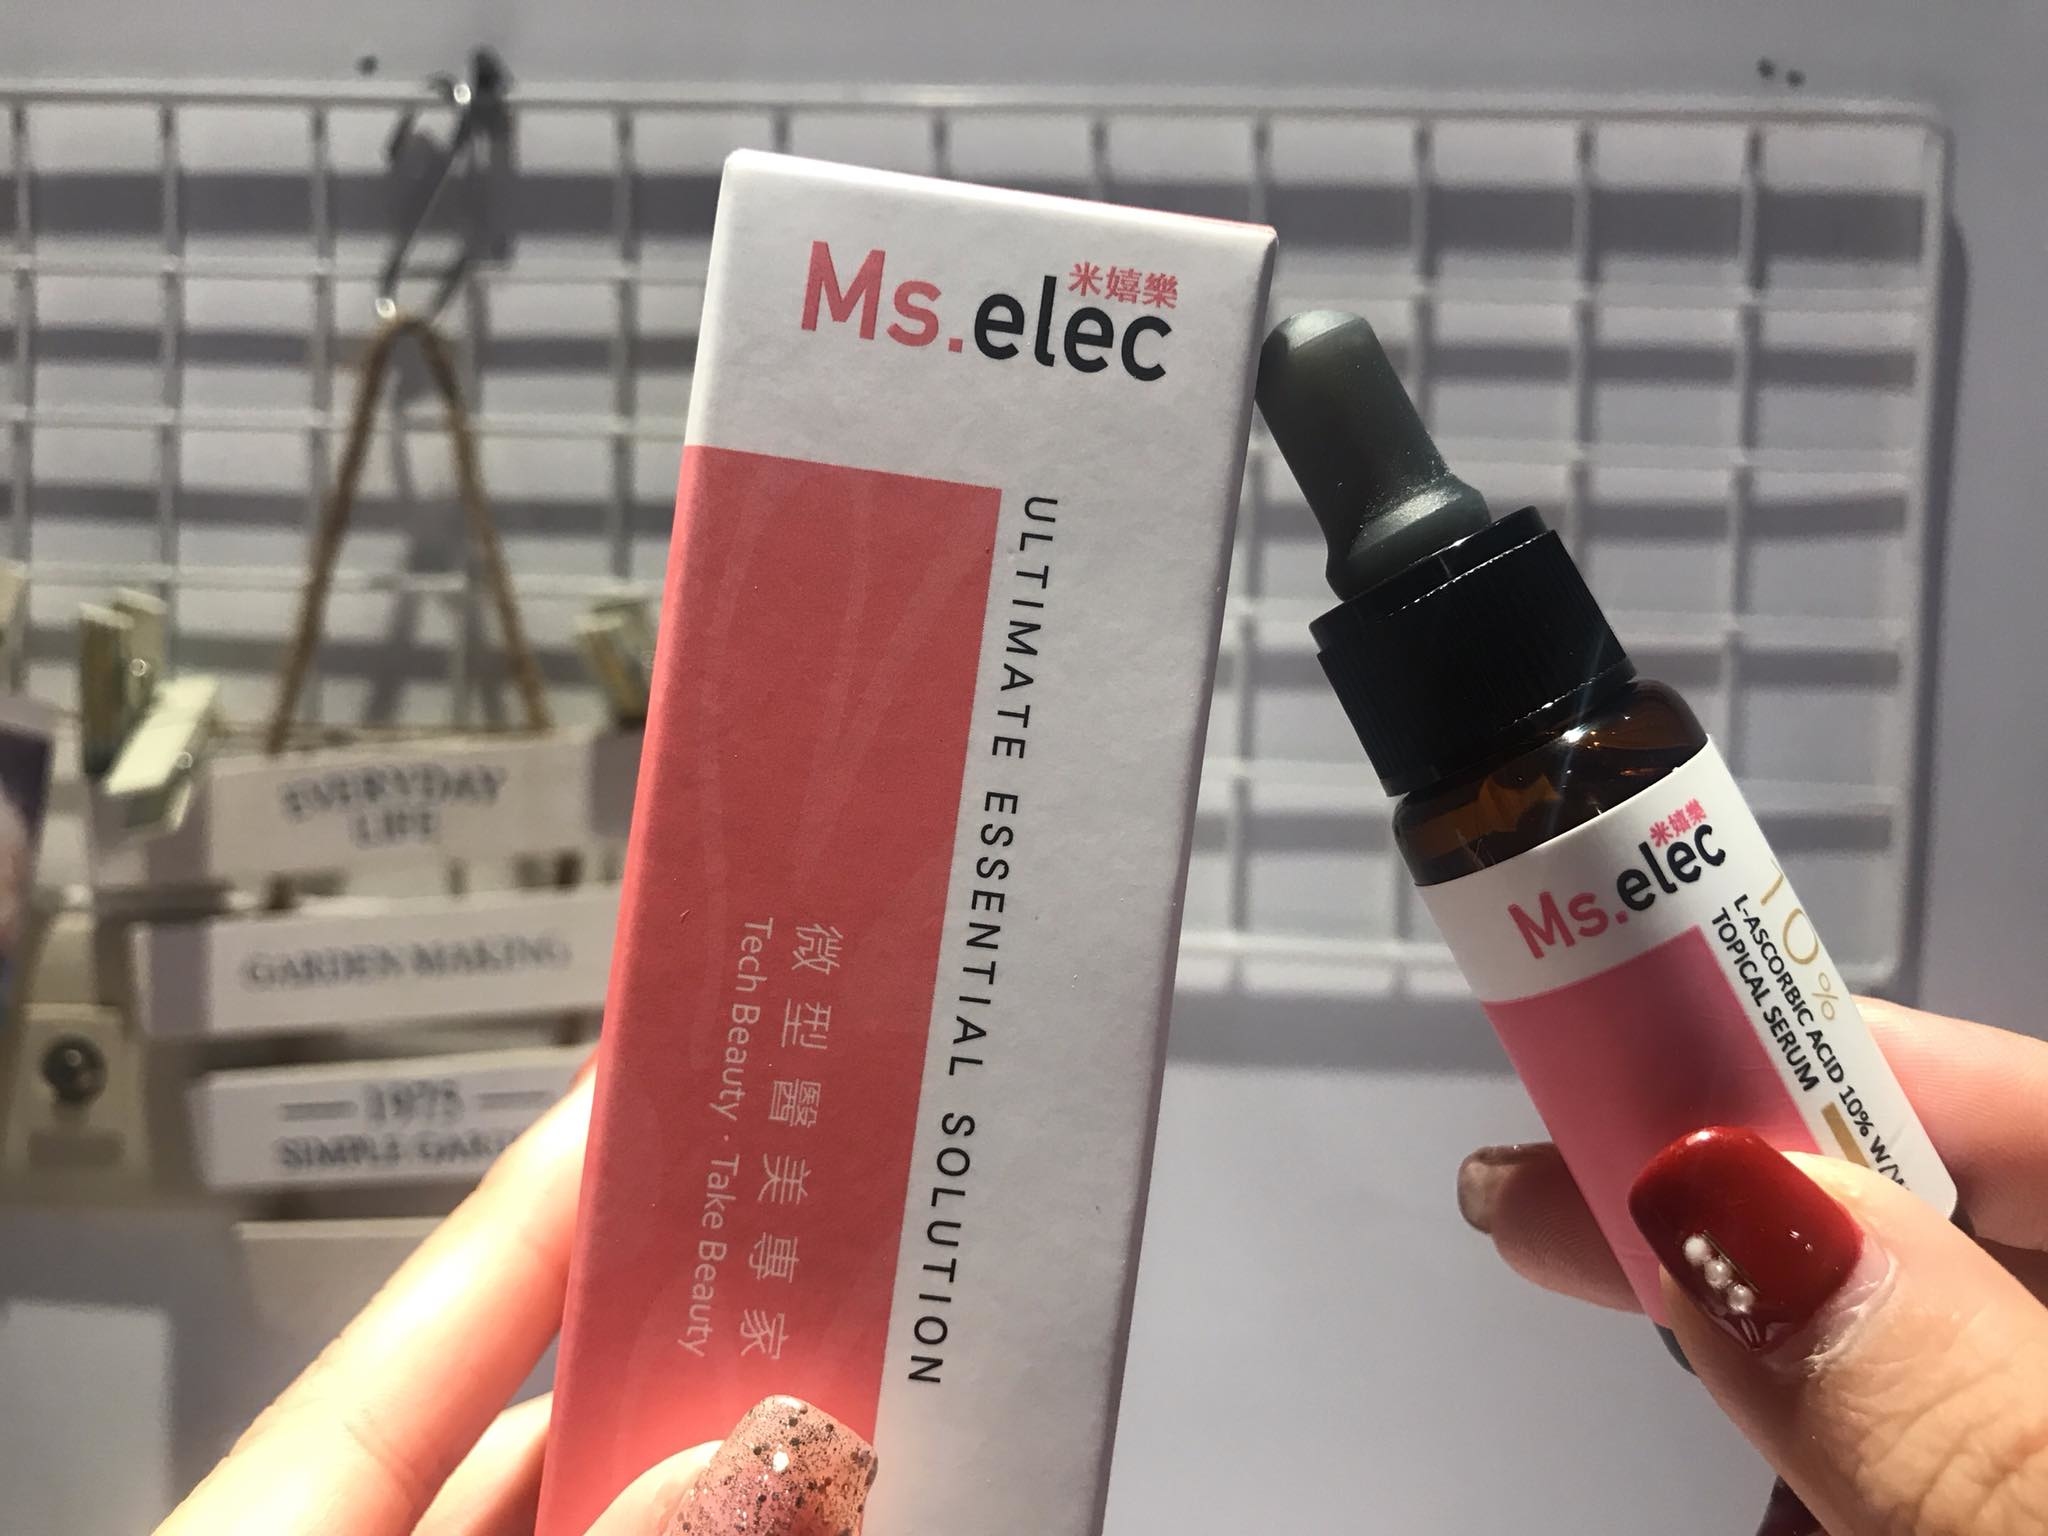 Ms.elec
米嬉樂
ULTIMATE ESSENTIAL SOLUTION
微型醫美專家
Tech Beauty · Take Beauty
Ms.elec
米嬉樂
10%
L-ASCORBIC ACID 10%
TOPICAL SERUM
EVERYDAY
LIFE
GARDEN MAKING
1975
SIMPLE